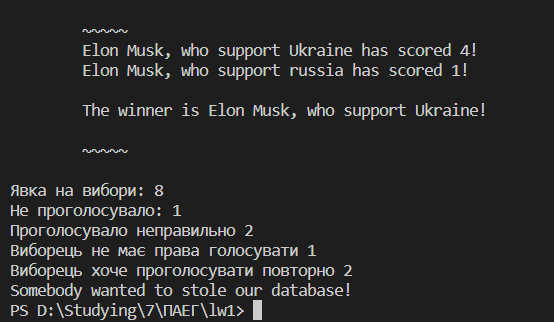 ~~~~~
Elon Musk, who support Ukraine has scored 4!
Elon Musk, who support russia has scored 1!
The winner is Elon Musk, who support Ukraine!
~~~~~
Явка на вибори: 8
Не проголосувало: 1
Проголосувало неправильно 2
Виборець не має права голосувати 1
Виборець хоче проголосувати повторно 2
Somebody wanted to stole our database!
PS D:\Studying\7\ПАЕГ\lw1>